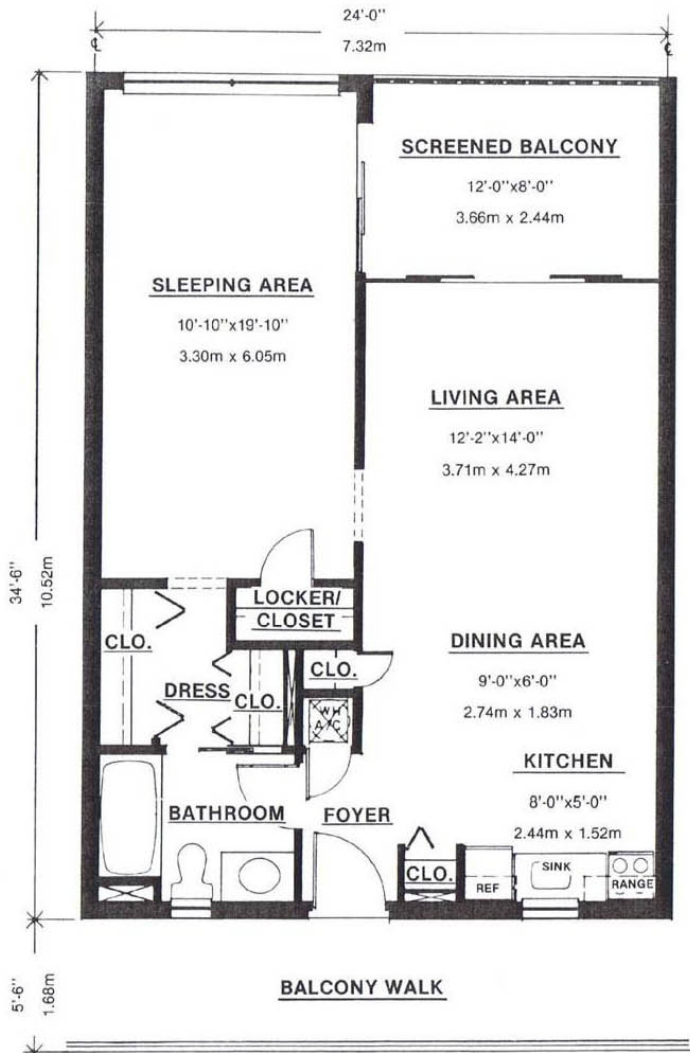 24'-0''
7.32m
℄
℄
SCREENED BALCONY
12'-0''x8'-0''
3.66m x 2.44m
SLEEPING AREA
10'-10''x19'-10''
3.30m x 6.05m
LIVING AREA
12'-2''x14'-0''
3.71m x 4.27m
34'-6''
10.52m
LOCKER/
CLOSET
CLO.
DRESS
CLO.
CLO.
WH
A/C
DINING AREA
9'-0''x6'-0''
2.74m x 1.83m
KITCHEN
8'-0''x5'-0''
2.44m x 1.52m
BATHROOM
FOYER
CLO.
REF
SINK
RANGE
5'-6''
1.68m
BALCONY WALK